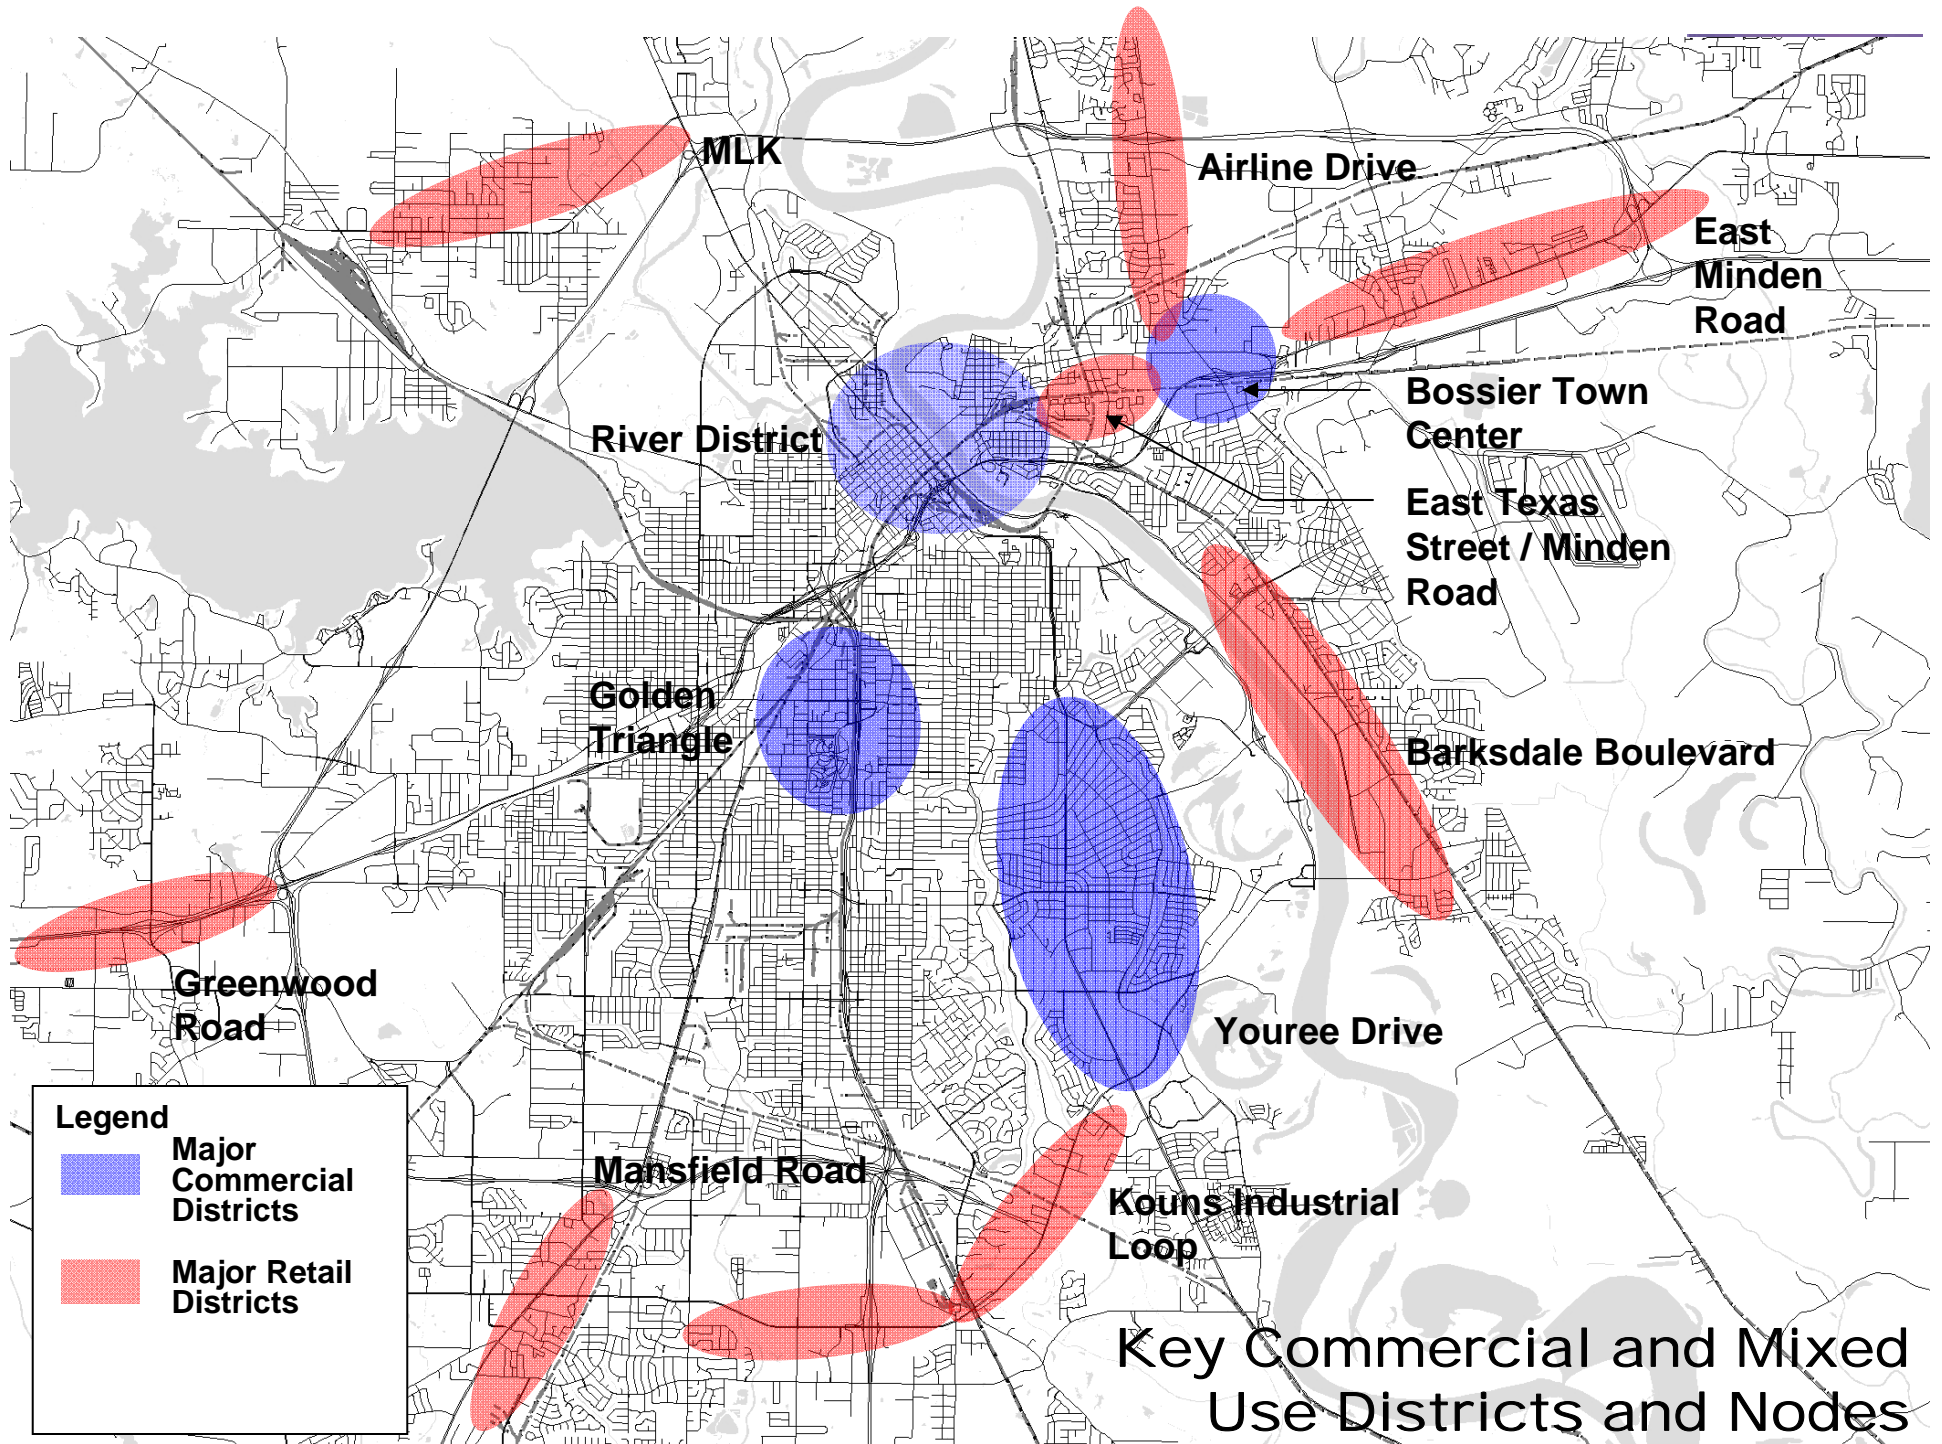 MLK
Airline Drive
East
Minden
Road
Bossier Town
Center
River District
East Texas
Street / Minden
Road
Golden
Triangle
Barksdale Boulevard
Greenwood
Road
Youree Drive
Mansfield Road
Kouns Industrial
Loop
Legend
Major
Commercial
Districts
Major Retail
Districts
Key Commercial and Mixed
Use Districts and Nodes